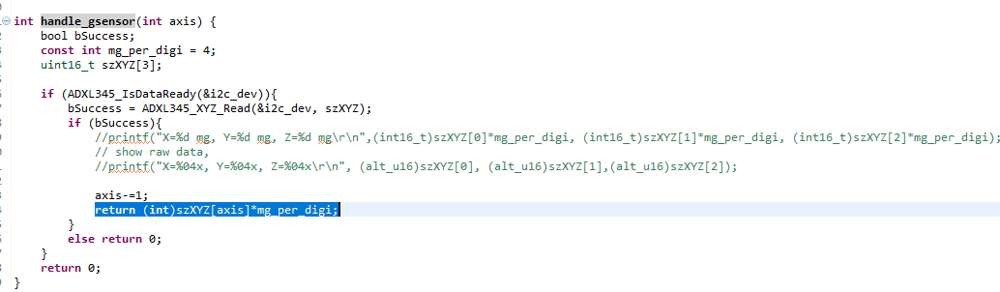 int handle_gsensor(int axis) {
bool bSuccess;
const int mg_per_digi = 4;
uint16_t szXYZ[3];
if (ADXL345_IsDataReady(&i2c_dev)){
bSuccess = ADXL345_XYZ_Read(&i2c_dev, szXYZ);
if (bSuccess){
//printf("X=%d mg, Y=%d mg, Z=%d mg\r\n",(int16_t)szXYZ[0]*mg_per_digi, (int16_t)szXYZ[1]*mg_per_digi, (int16_t)szXYZ[2]*mg_per_digi);
// show raw data,
//printf("X=%04x, Y=%04x, Z=%04x\r\n", (alt_u16)szXYZ[0], (alt_u16)szXYZ[1],(alt_u16)szXYZ[2]);
axis-=1;
return (int)szXYZ[axis]*mg_per_digi;
}
else return 0;
}
return 0;
}